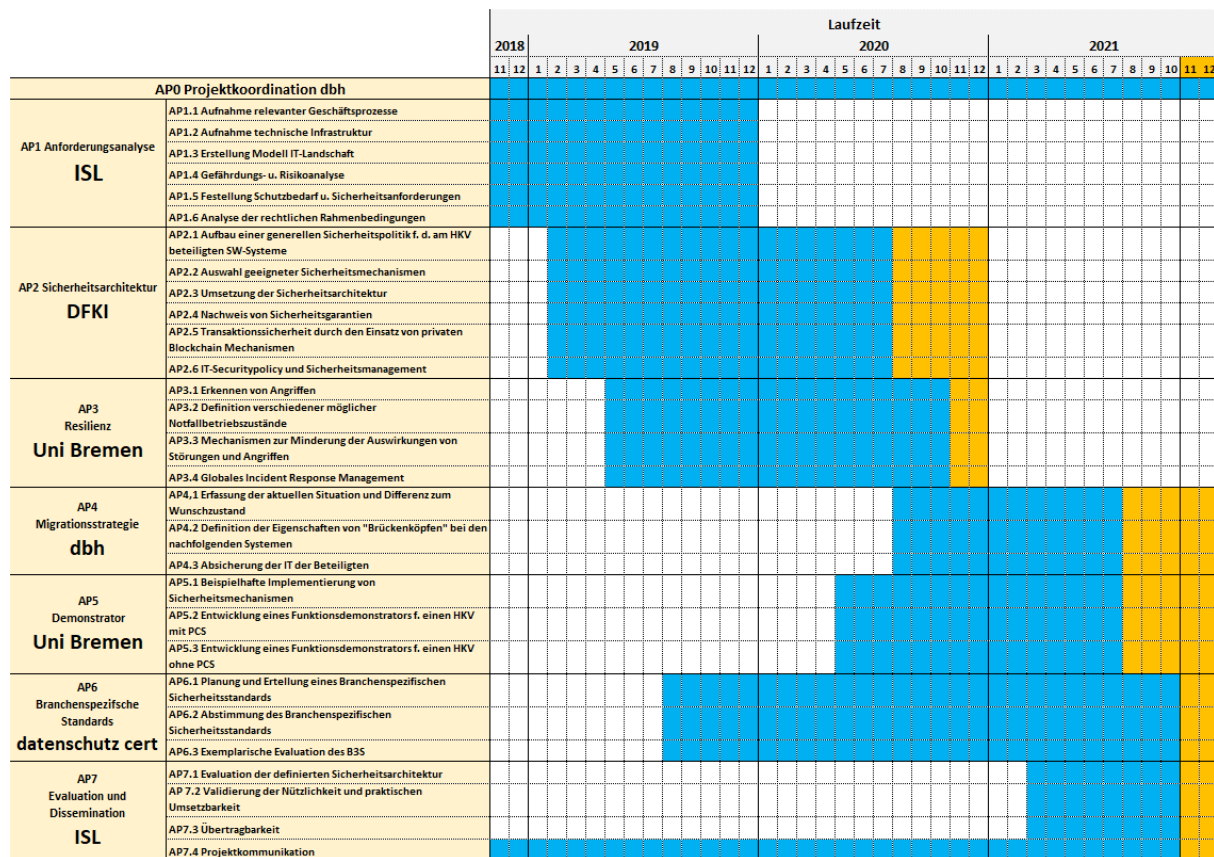 Laufzeit
2018 2019 2020 2021
11 12 1 2 3 4 5 6 7 8 9 10 11 12 1 2 3 4 5 6 7 8 9 10 11 12 1 2 3 4 5 6 7 8 9 10 11 12
AP0 Projektkoordination dbh
AP1 Anforderungsanalyse
ISL
AP1.1 Aufnahme relevanter Geschäftsprozesse
AP1.2 Aufnahme technische Infrastruktur
AP1.3 Erstellung Modell IT-Landschaft
AP1.4 Gefährdungs- u. Risikoanalyse
AP1.5 Festellung Schutzbedarf u. Sicherheitsanforderungen
AP1.6 Analyse der rechtlichen Rahmenbedingungen
AP2 Sicherheitsarchitektur
DFKI
AP2.1 Aufbau einer generellen Sicherheitspolitik f. d. am HKV
beteiligten SW-Systeme
AP2.2 Auswahl geeigneter Sicherheitsmechanismen
AP2.3 Umsetzung der Sicherheitsarchitektur
AP2.4 Nachweis von Sicherheitsgarantien
AP2.5 Transaktionssicherheit durch den Einsatz von privaten
Blockchain Mechanismen
AP2.6 IT-Securitypolicy und Sicherheitsmanagement
AP3
Resilienz
Uni Bremen
AP3.1 Erkennen von Angriffen
AP3.2 Definition verschiedener möglicher
Notfallbetriebszustände
AP3.3 Mechanismen zur Minderung der Auswirkungen von
Störungen und Angriffen
AP3.4 Globales Incident Response Management
AP4
Migrationsstrategie
dbh
AP4,1 Erfassung der aktuellen Situation und Differenz zum
Wunschzustand
AP4.2 Definition der Eigenschaften von "Brückenköpfen" bei den
nachfolgenden Systemen
AP4.3 Absicherung der IT der Beteiligten
AP5
Demonstrator
Uni Bremen
AP5.1 Beispielhafte Implementierung von
Sicherheitsmechanismen
AP5.2 Entwicklung eines Funktionsdemonstrators f. einen HKV
mit PCS
AP5.3 Entwicklung eines Funktionsdemonstrators f. einen HKV
ohne PCS
AP6
Branchenspezifsche
Standards
datenschutz cert
AP6.1 Planung und Ertellung eines Branchenspezifischen
Sicherheitsstandards
AP6.2 Abstimmung des Branchenspezifischen
Sicherheitsstandards
AP6.3 Exemplarische Evaluation des B3S
AP7
Evaluation und
Dissemination
ISL
AP7.1 Evaluation der definierten Sicherheitsarchitektur
AP 7.2 Validierung der Nützlichkeit und praktischen
Umsetzbarkeit
AP7.3 Übertragbarkeit
AP7.4 Projektkommunikation